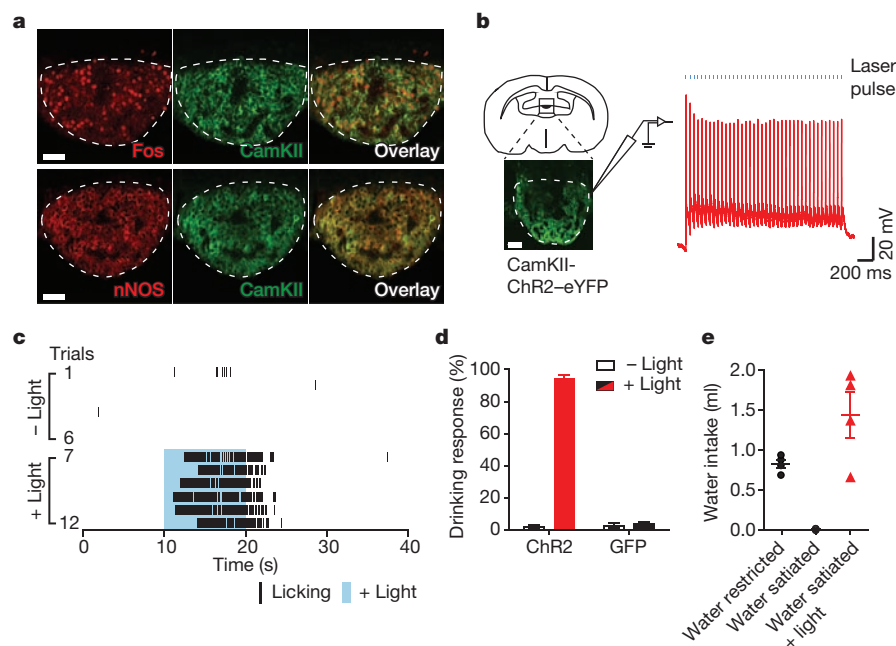 a
Fos
CamKII
Overlay
nNOS
CamKII
Overlay
b
Laser
pulse
CamKII-
ChR2–eYFP
20 mV
200 ms
c
Trials
– Light
1
6
+ Light
7
12
0
10
20
30
40
Time (s)
Licking
+ Light
d
Drinking response (%)
100
80
60
40
20
0
– Light
+ Light
ChR2
GFP
e
Water intake (ml)
2.0
1.5
1.0
0.5
0.0
Water restricted
Water satiated
Water satiated
+ light